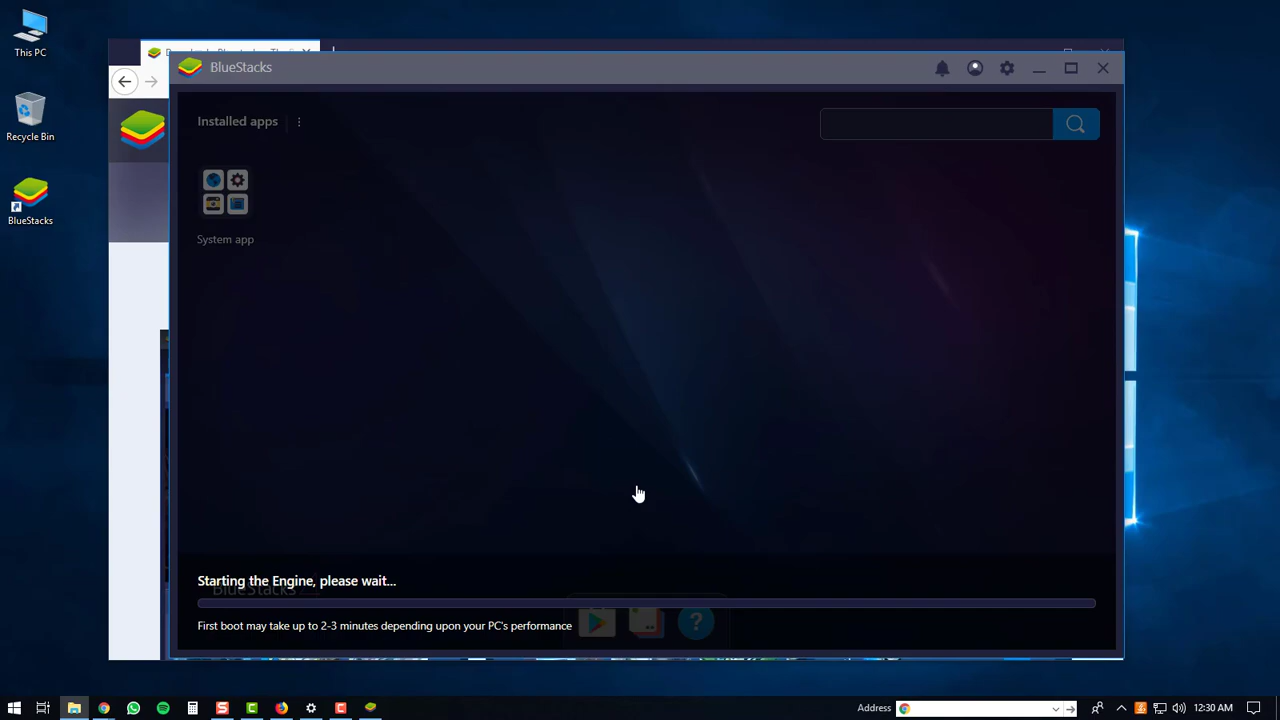 This PC
Recycle Bin
BlueStacks
BlueStacks
Installed apps
System app
Starting the Engine, please wait...
BlueStacks
First boot may take up to 2-3 minutes depending upon your PC's performance
?
Address
12:30 AM